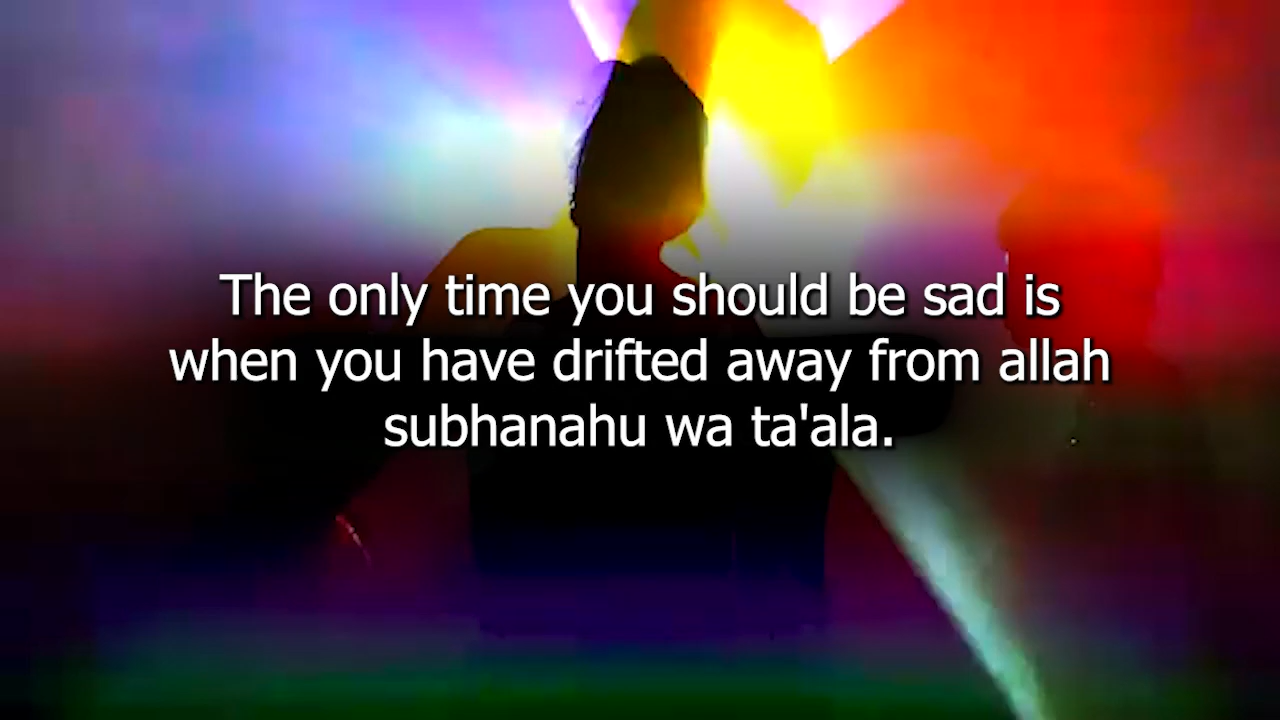 The only time you should be sad is
when you have drifted away from allah
subhanahu wa ta'ala.